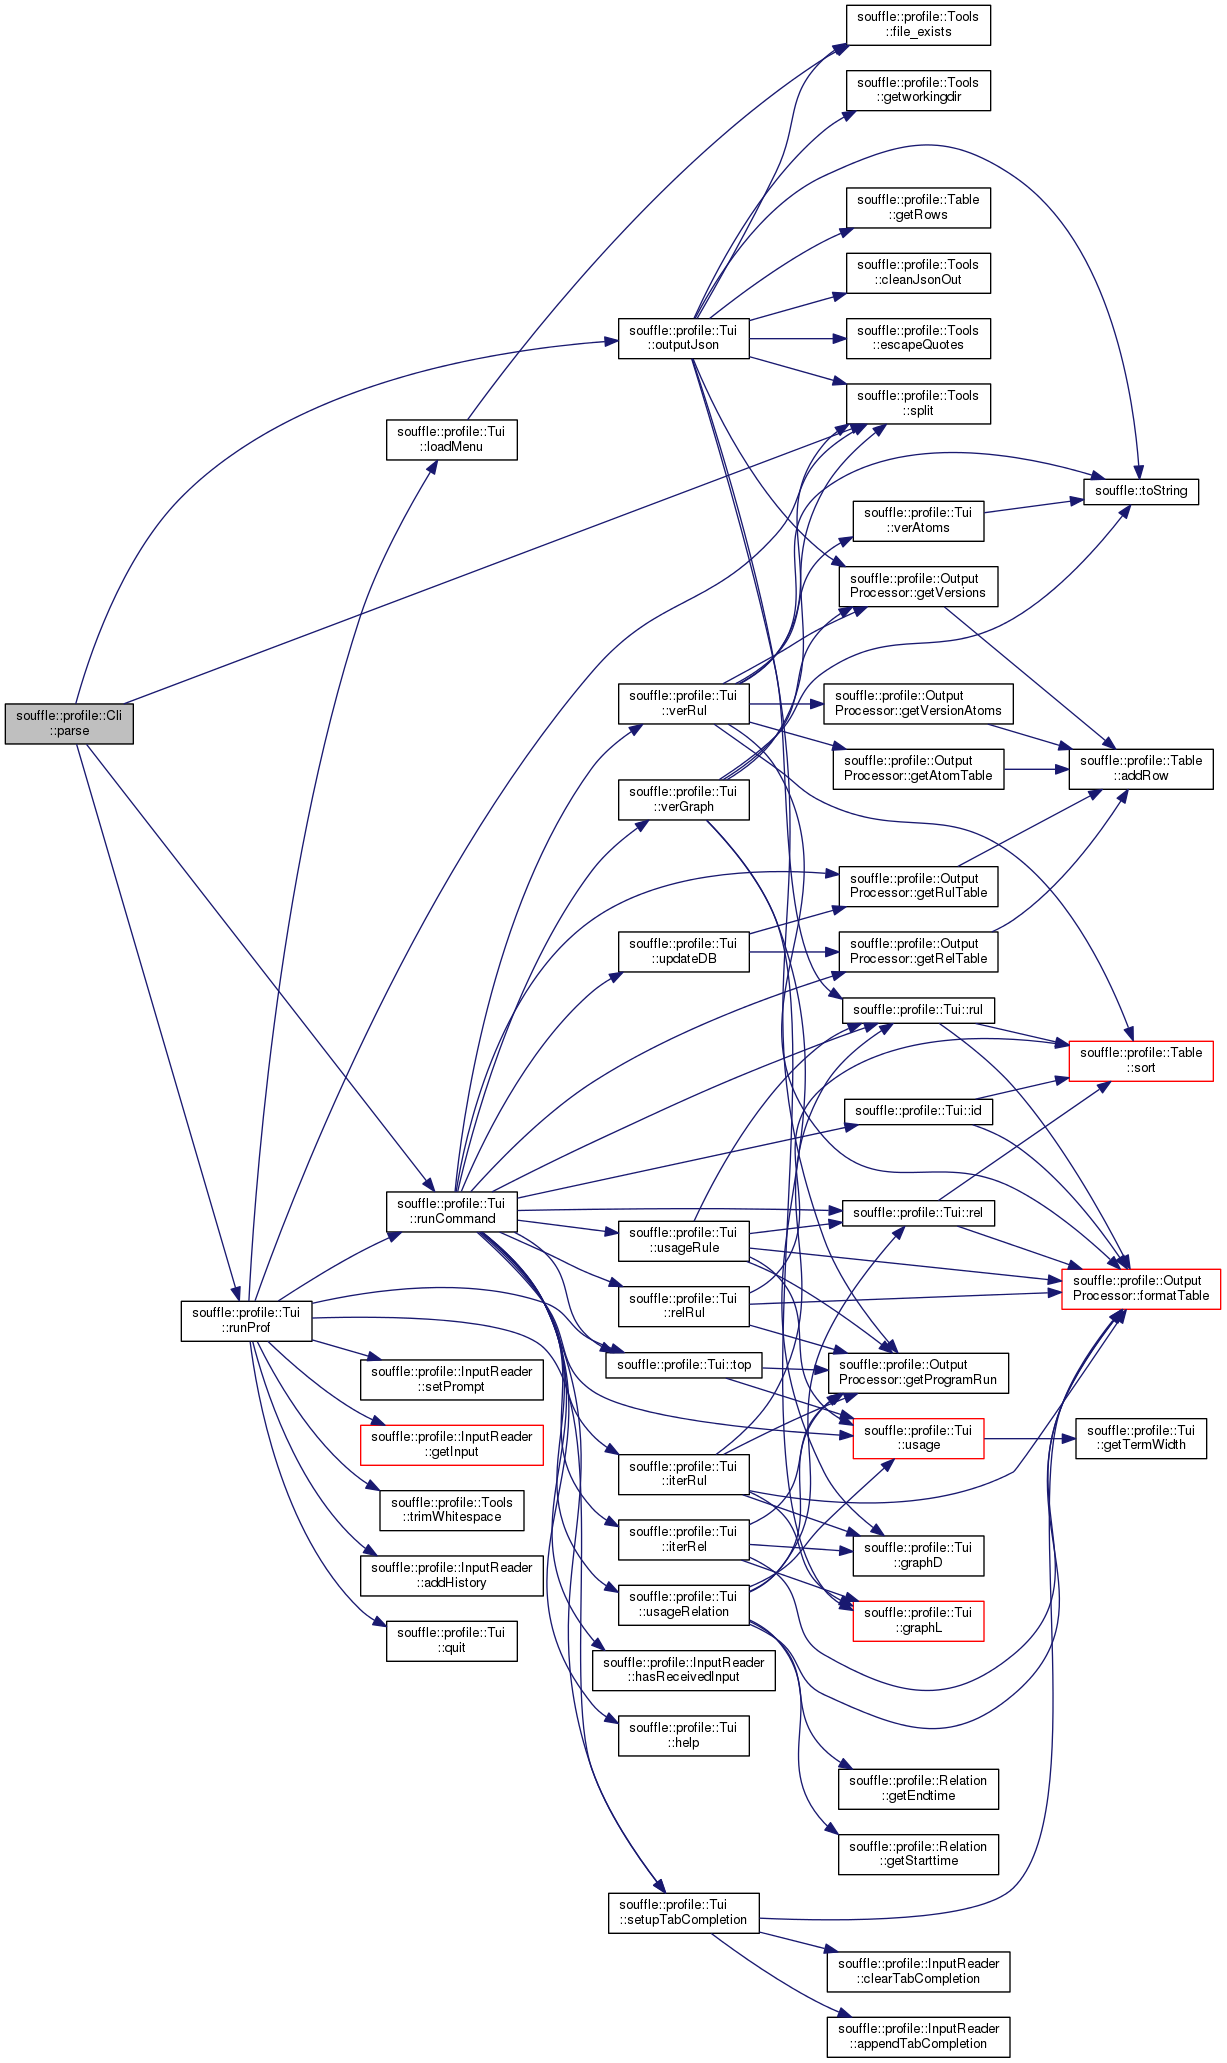 souffle::profile::Cli
::parse
souffle::profile::Tui
::runProf
souffle::profile::Tui
::loadMenu
souffle::profile::Tui
::runCommand
souffle::profile::InputReader
::setPrompt
souffle::profile::InputReader
::getInput
souffle::profile::Tools
::trimWhitespace
souffle::profile::InputReader
::addHistory
souffle::profile::Tui
::quit
souffle::profile::Tui
::outputJson
souffle::profile::Tui
::verRul
souffle::profile::Tui
::verGraph
souffle::profile::Tui
::updateDB
souffle::profile::Tui
::usageRule
souffle::profile::Tui
::relRul
souffle::profile::Tui::top
souffle::profile::Tui
::iterRul
souffle::profile::Tui
::iterRel
souffle::profile::Tui
::usageRelation
souffle::profile::InputReader
::hasReceivedInput
souffle::profile::Tui
::help
souffle::profile::Tui
::setupTabCompletion
souffle::profile::Tools
::file_exists
souffle::profile::Tools
::getworkingdir
souffle::profile::Table
::getRows
souffle::profile::Tools
::cleanJsonOut
souffle::profile::Tools
::escapeQuotes
souffle::profile::Tools
::split
souffle::profile::Tui
::verAtoms
souffle::profile::Output
Processor::getVersions
souffle::profile::Output
Processor::getVersionAtoms
souffle::profile::Output
Processor::getAtomTable
souffle::profile::Output
Processor::getRulTable
souffle::profile::Output
Processor::getRelTable
souffle::profile::Tui::rul
souffle::profile::Tui::id
souffle::profile::Tui::rel
souffle::profile::Output
Processor::getProgramRun
souffle::profile::Tui
::usage
souffle::profile::Tui
::graphD
souffle::profile::Tui
::graphL
souffle::profile::Relation
::getEndtime
souffle::profile::Relation
::getStarttime
souffle::profile::InputReader
::clearTabCompletion
souffle::profile::InputReader
::appendTabCompletion
souffle::toString
souffle::profile::Table
::addRow
souffle::profile::Table
::sort
souffle::profile::Output
Processor::formatTable
souffle::profile::Tui
::getTermWidth